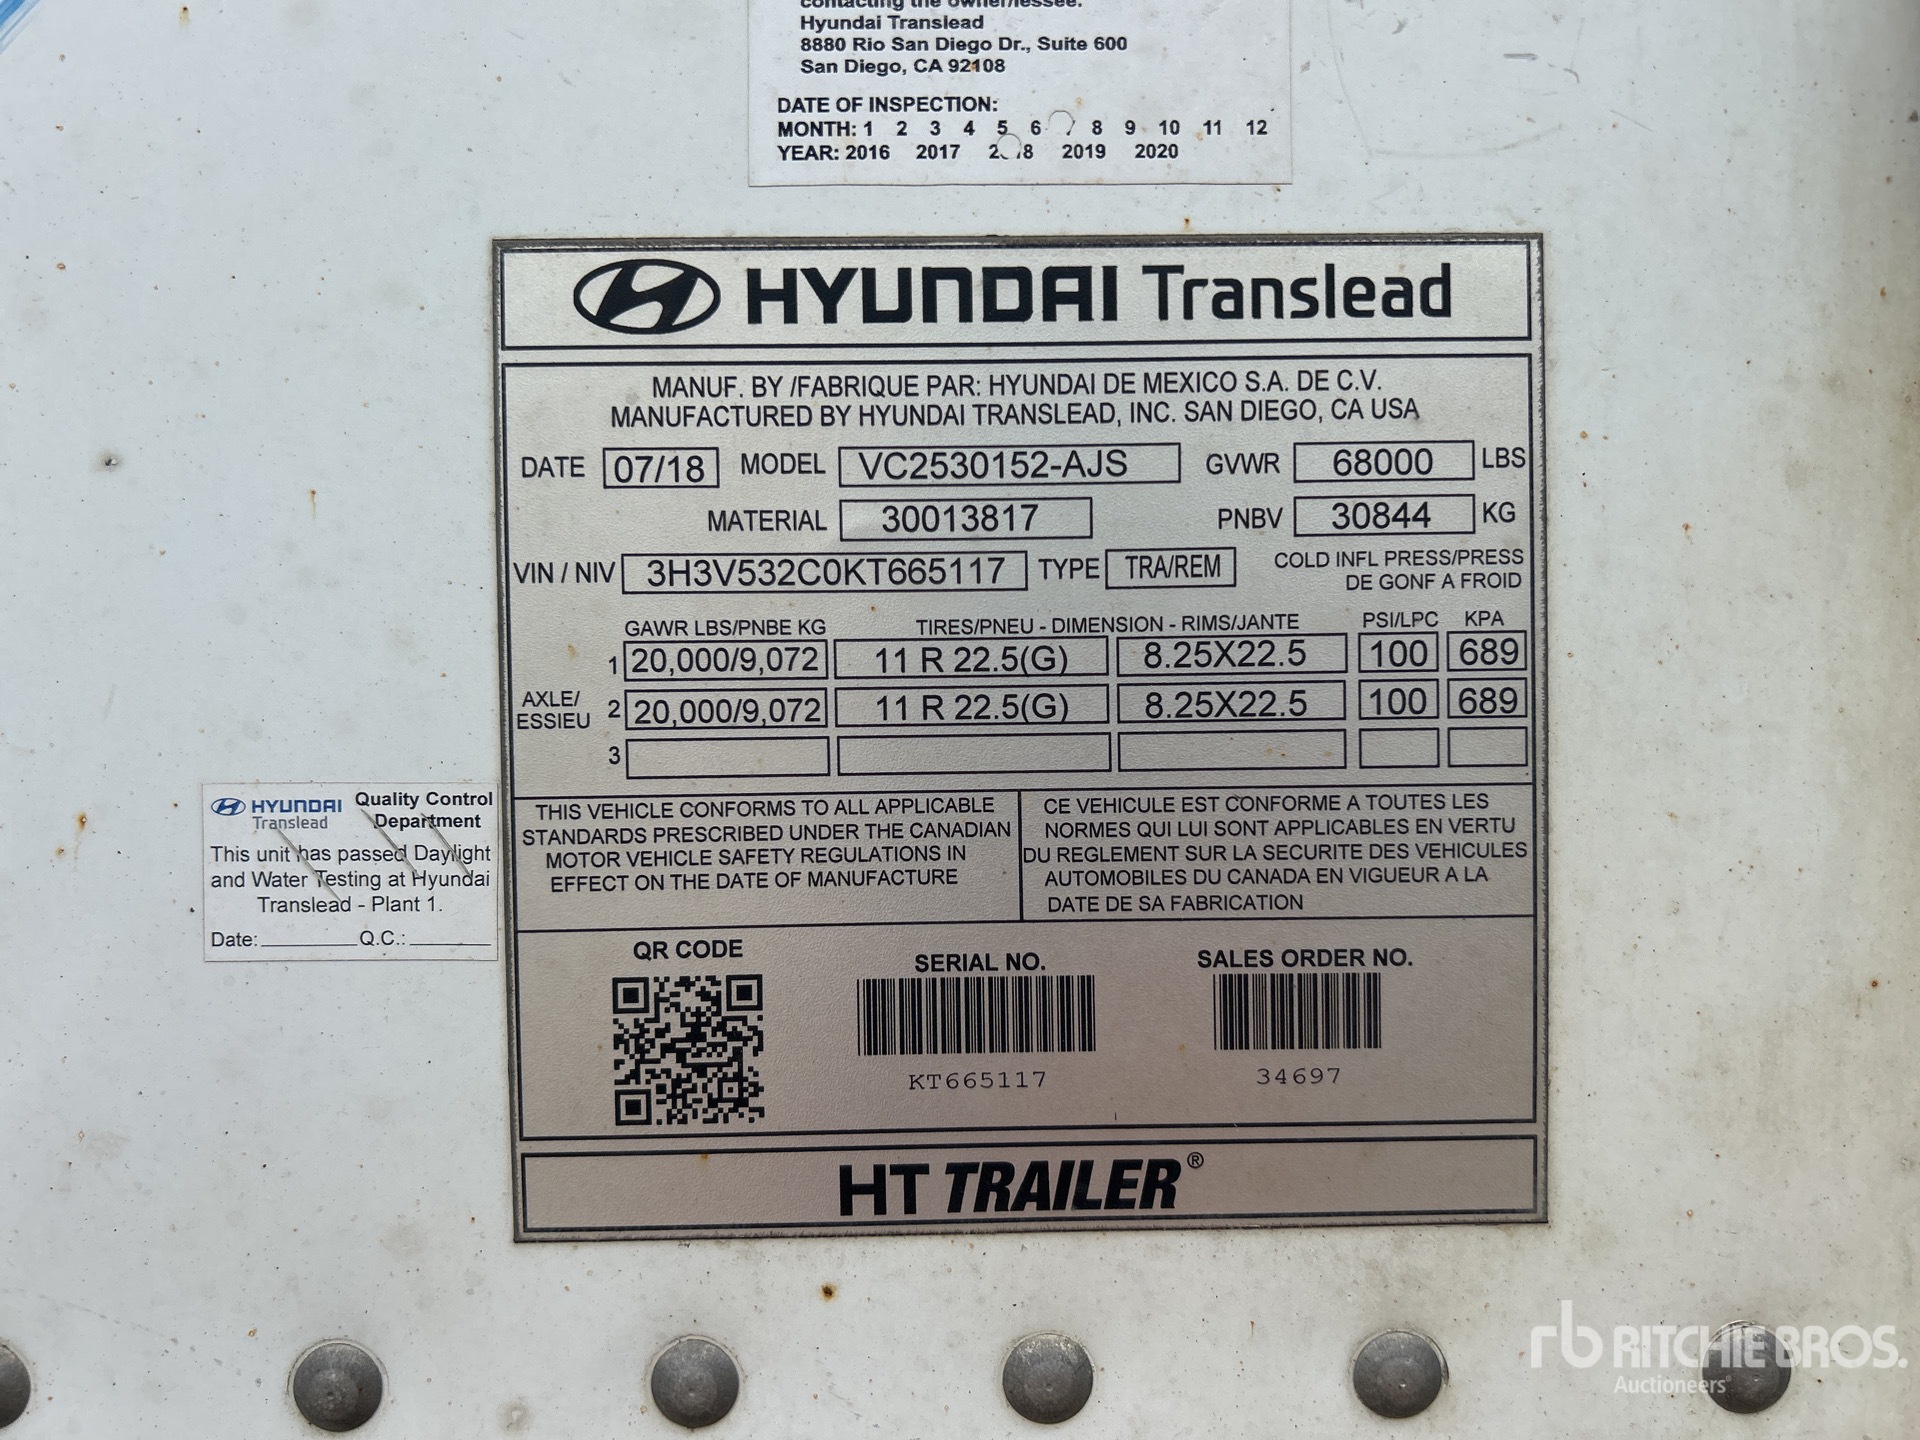 contacting the owner/lessee.
Hyundai Translead
8880 Rio San Diego Dr., Suite 600
San Diego, CA 92108
DATE OF INSPECTION:
MONTH: 1 2 3 4 5 6 8 9 10 11 12
YEAR: 2016 2017 2019 2020
HYUNDAI Translead
MANUF. BY /FABRIQUE PAR: HYUNDAI DE MEXICO S.A. DE C.V.
MANUFACTURED BY HYUNDAI TRANSLEAD, INC. SAN DIEGO, CA USA
DATE 07/18 MODEL VC2530152-AJS GVWR 68000 LBS
MATERIAL 30013817 PNBV 30844 KG
VIN / NIV 3H3V532C0KT665117 TYPE TRA/REM COLD INFL PRESS/PRESS
DE GONF A FROID
GAWR LBS/PNBE KG TIRES/PNEU - DIMENSION - RIMS/JANTE PSI/LPC KPA
1 20,000/9,072 11 R 22.5(G) 8.25X22.5 100 689
AXLE/
ESSIEU
2 20,000/9,072 11 R 22.5(G) 8.25X22.5 100 689
3
THIS VEHICLE CONFORMS TO ALL APPLICABLE
STANDARDS PRESCRIBED UNDER THE CANADIAN
MOTOR VEHICLE SAFETY REGULATIONS IN
EFFECT ON THE DATE OF MANUFACTURE
CE VEHICULE EST CONFORME A TOUTES LES
NORMES QUI LUI SONT APPLICABLES EN VERTU
DU REGLEMENT SUR LA SECURITE DES VEHICULES
AUTOMOBILES DU CANADA EN VIGUEUR A LA
DATE DE SA FABRICATION
QR CODE
SERIAL NO.
KT665117
SALES ORDER NO.
34697
HT TRAILER®
HYUNDAI
Translead
Quality Control
Department
This unit has passed Daylight
and Water Testing at Hyundai
Translead - Plant 1.
Date: Q.C.:
rb RITCHIE BROS.
Auctioneers